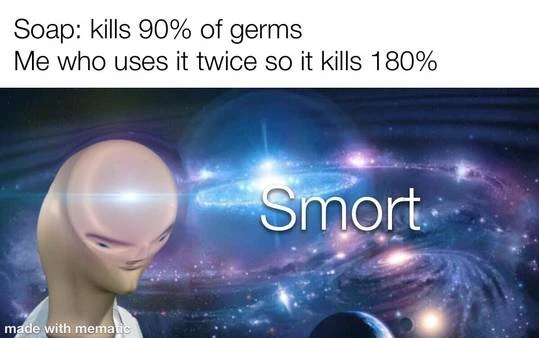 Soap: kills 90% of germs
Me who uses it twice so it kills 180%
Smort
made with mematic